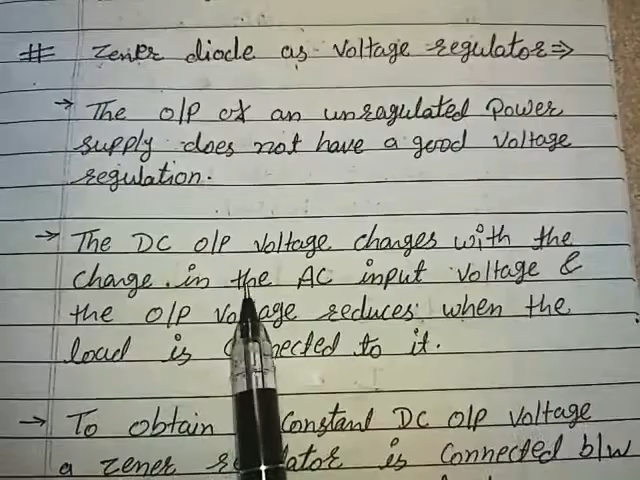 # Zener diode as Voltage regulator⇒
→ The O/P of an unragulated Power
supply does not have a good Voltage
regulation.
→ The DC O/P Voltage changes with the
change in the AC input Voltage &
the O/P Voltage reduces when the
load is connected to it.
→ To obtain Constant DC O/P Voltage
a zener is connected b/w